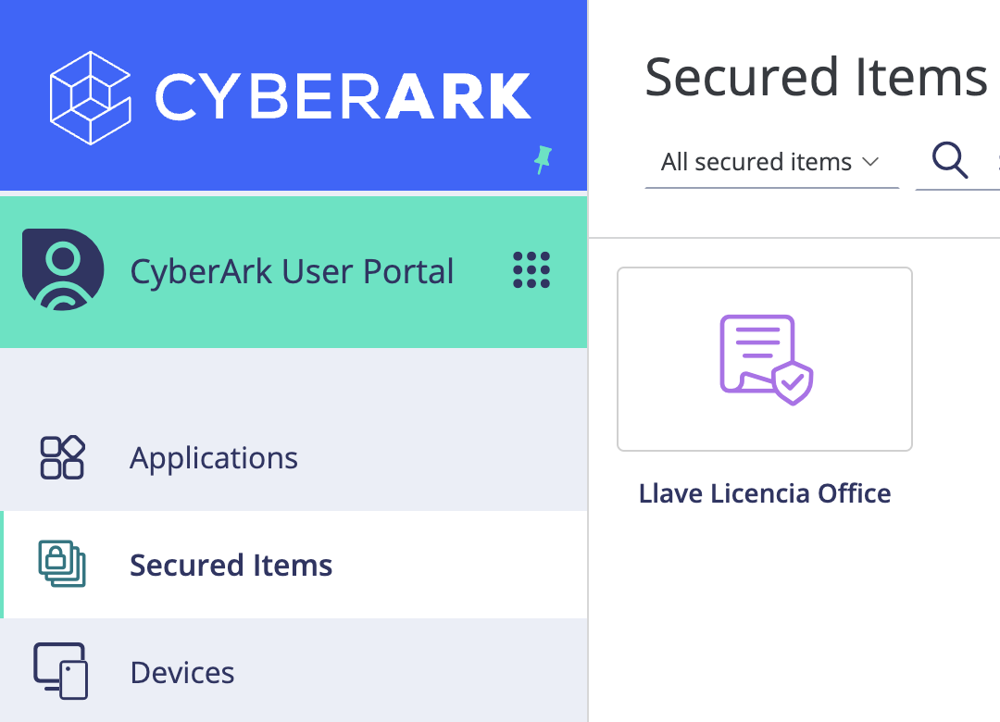 CYBERARK
CyberArk User Portal
Applications
Secured Items
Devices
Secured Items
All secured items
Llave Licencia Office